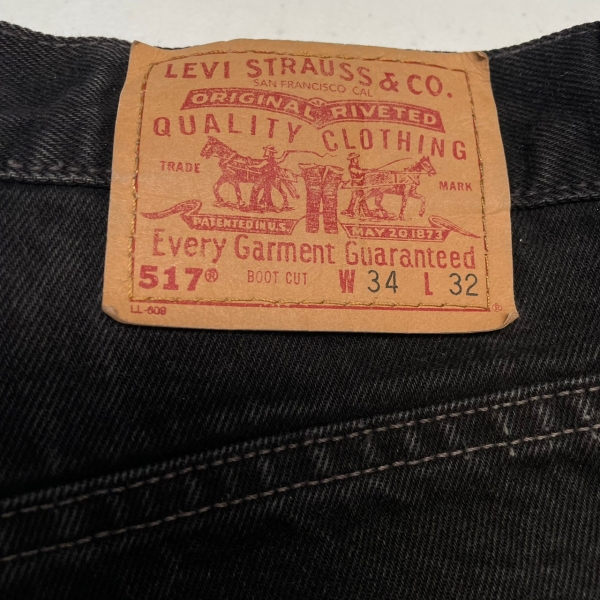 LEVI STRAUSS & CO.
SAN FRANCISCO CAL
ORIGINAL RIVETED
QUALITY CLOTHING
TRADE MARK
PATENTED IN U.S. MAY 20 1873
Every Garment Guaranteed
517® BOOT CUT W 34 L 32
LL-609 ®